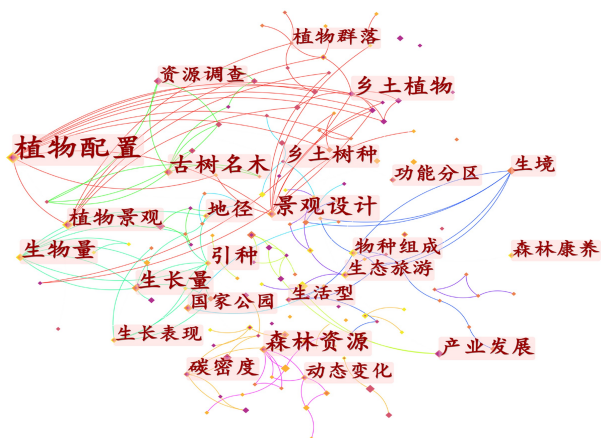 植物群落
资源调查
乡土植物
植物配置
乡土树种
古树名木
功能分区
生境
地径
景观设计
植物景观
生物量
引种
物种组成
森林康养
生态旅游
生长量
国家公园
生活型
生长表现
森林资源
产业发展
碳密度
动态变化